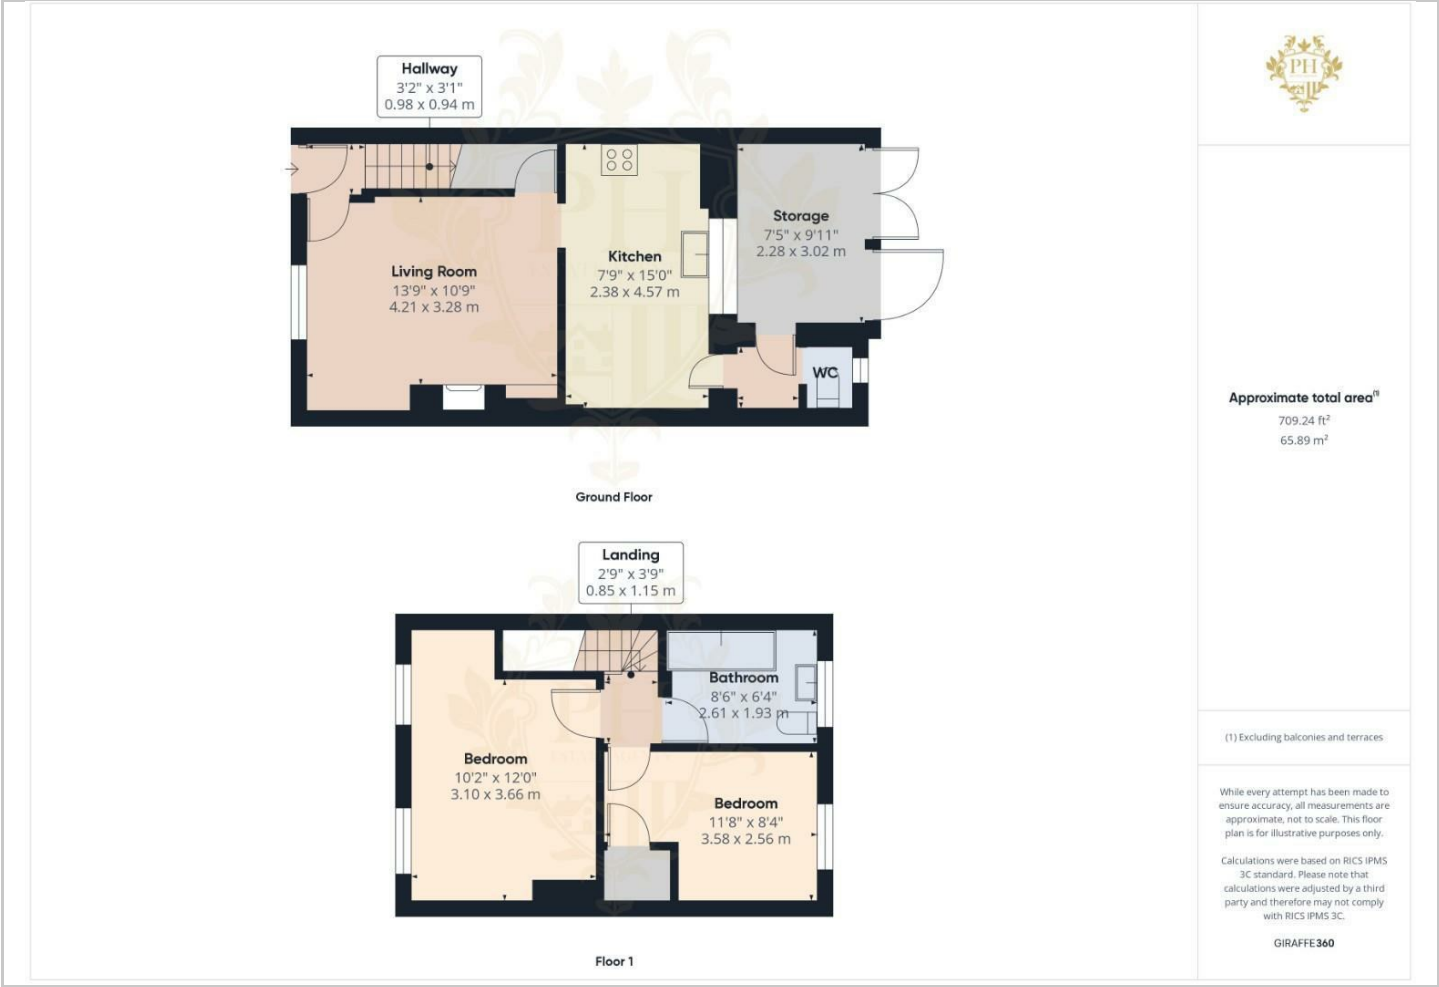 Hallway
3'2" x 3'1"
0.98 x 0.94 m
Living Room
13'9" x 10'9"
4.21 x 3.28 m
Kitchen
7'9" x 15'0"
2.38 x 4.57 m
Storage
7'5" x 9'11"
2.28 x 3.02 m
WC
Ground Floor
Landing
2'9" x 3'9"
0.85 x 1.15 m
Bathroom
8'6" x 6'4"
2.61 x 1.93 m
Bedroom
10'2" x 12'0"
3.10 x 3.66 m
Bedroom
11'8" x 8'4"
3.58 x 2.56 m
Floor 1
PH
Approximate total area⁽¹⁾
709.24 ft²
65.89 m²
(1) Excluding balconies and terraces
While every attempt has been made to
ensure accuracy, all measurements are
approximate, not to scale. This floor
plan is for illustrative purposes only.
Calculations were based on RICS IPMS
3C standard. Please note that
calculations were adjusted by a third
party and therefore may not comply
with RICS IPMS 3C.
GIRAFFE360